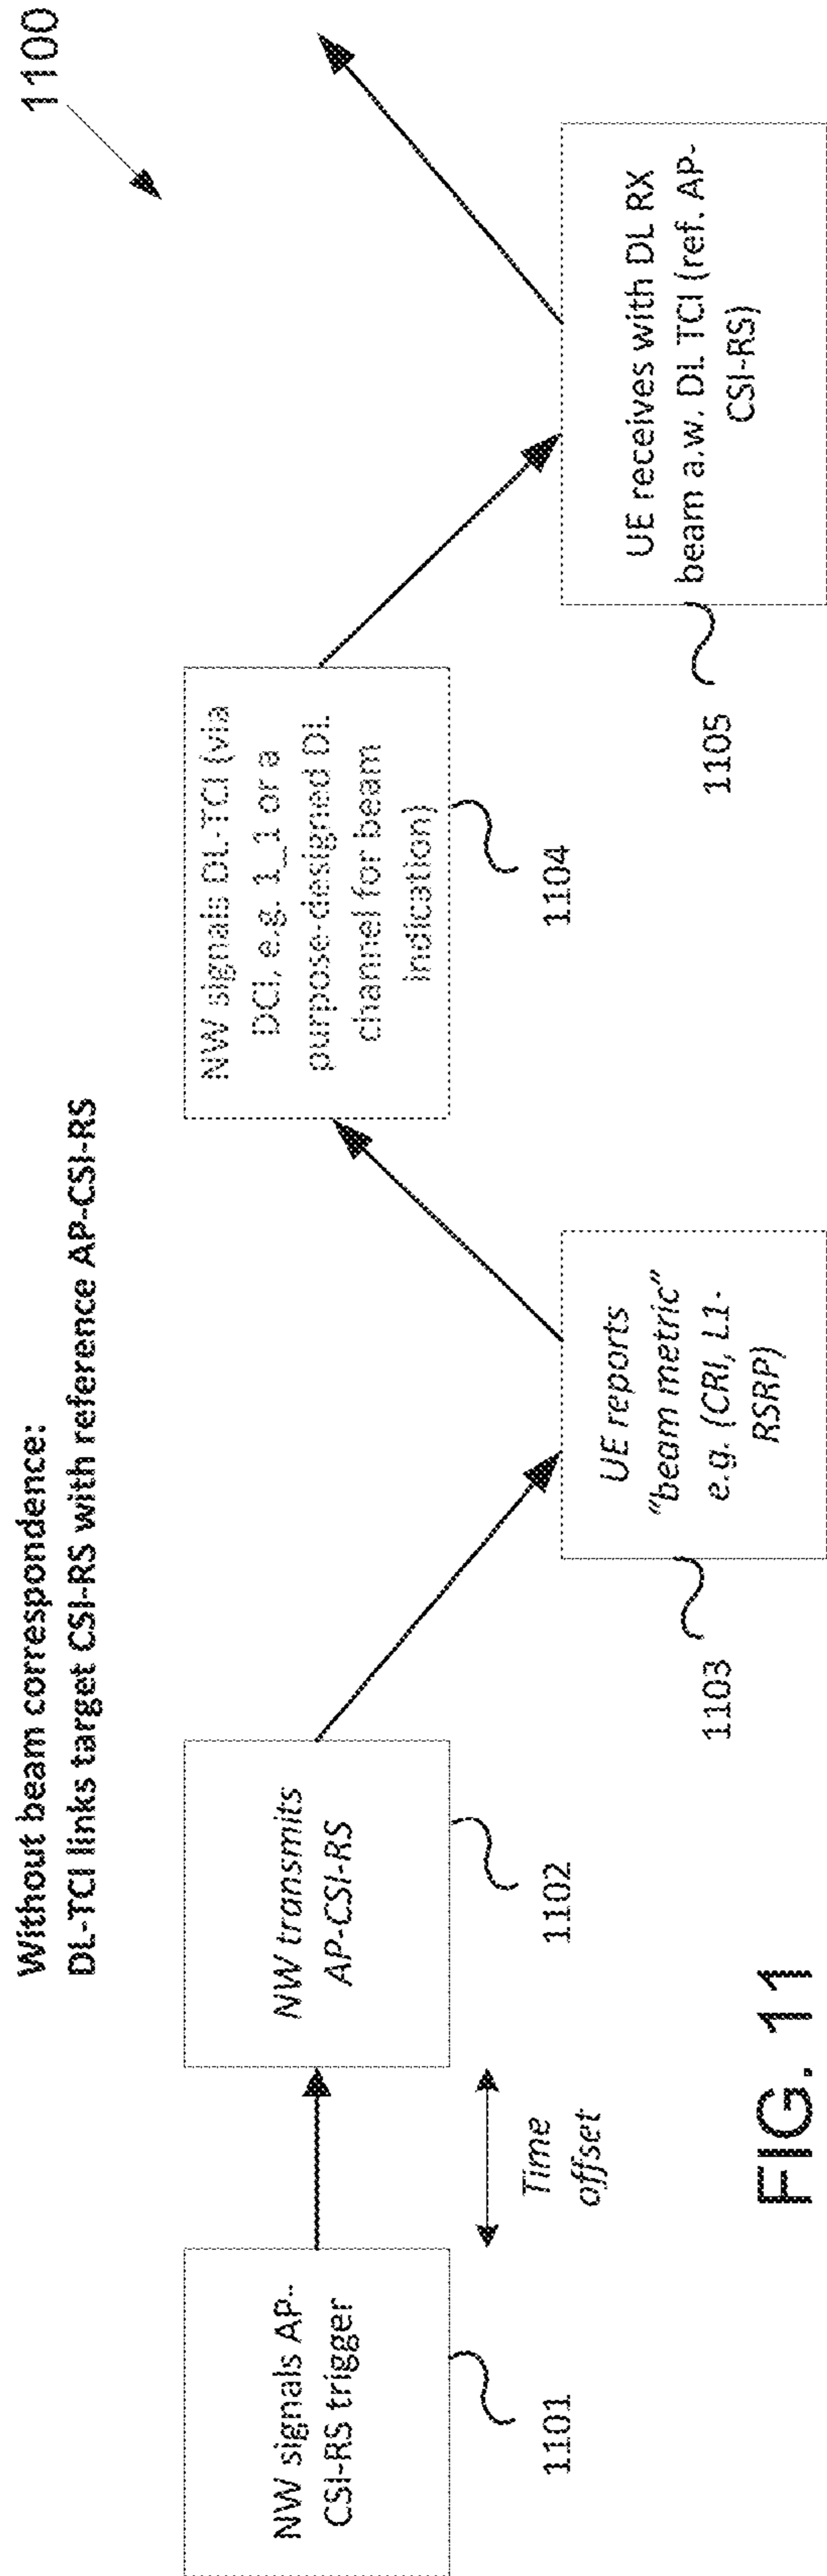 1100
Without beam correspondence:
DL-TCI links target CSI-RS with reference AP-CSI-RS
NW signals AP-
CSI-RS trigger
1101
Time
offset
NW transmits
AP-CSI-RS
1102
UE reports
"beam metric"
e.g. (CRI, L1-
RSRP)
1103
NW signals DL-TCI (via
DCI, e.g. 1_1 or a
purpose-designed DL
channel for beam
indication)
1104
UE receives with DL RX
beam a.w. DL TCI (ref. AP-
CSI-RS)
1105
FIG. 11